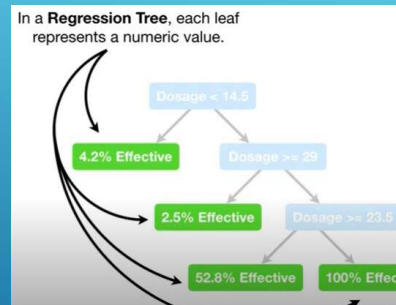 In a Regression Tree, each leaf
represents a numeric value.
Dosage < 14.5
4.2% Effective
Dosage >= 29
2.5% Effective
Dosage >= 23.5
52.8% Effective
100% Effec